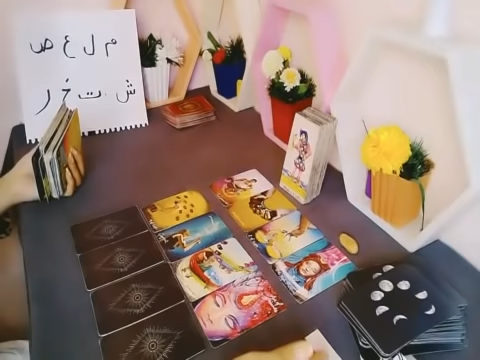 م ل ع ص
ش ت خ ر